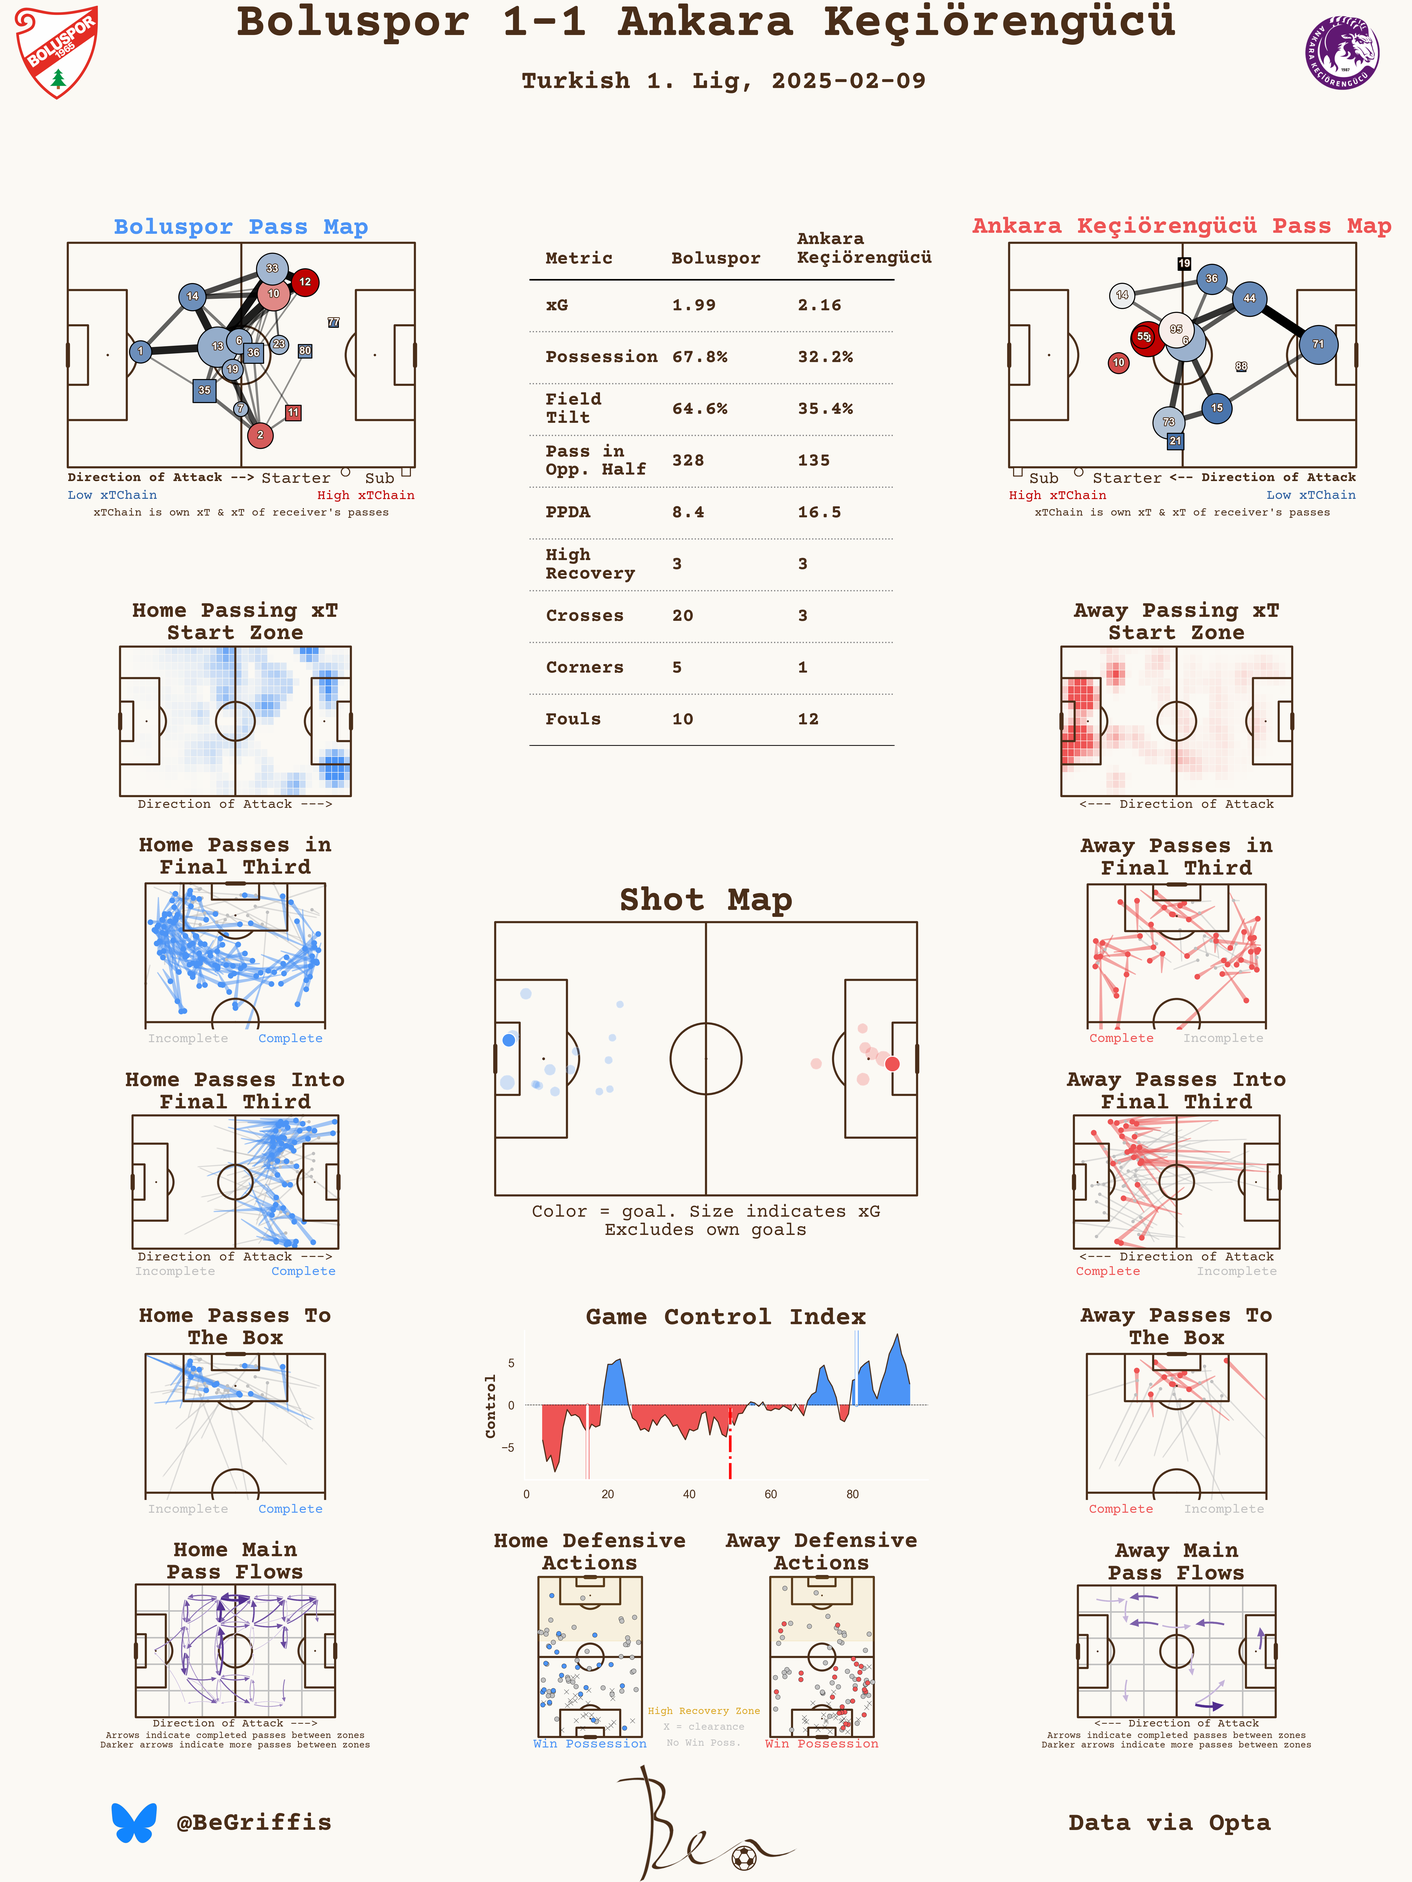 Boluspor 1-1 Ankara Keçiörengücü
Turkish 1. Lig, 2025-02-09
BOLUSPOR
1965
ANKARA KEÇİÖRENGÜCÜ
1987
Boluspor Pass Map
33
12
10
14
77
13
6
36
23
80
1
19
35
7
11
2
Direction of Attack --> Starter Sub
Low xTChain High xTChain
xTChain is own xT & xT of receiver's passes
Metric Boluspor Ankara
Keçiörengücü
xG 1.99 2.16
Possession 67.8% 32.2%
Field
Tilt 64.6% 35.4%
Pass in
Opp. Half 328 135
PPDA 8.4 16.5
High
Recovery 3 3
Crosses 20 3
Corners 5 1
Fouls 10 12
Ankara Keçiörengücü Pass Map
19
36
14
44
95
55
6
71
10
88
15
73
21
Sub Starter <-- Direction of Attack
High xTChain Low xTChain
xTChain is own xT & xT of receiver's passes
Home Passing xT
Start Zone
Direction of Attack --->
Away Passing xT
Start Zone
<--- Direction of Attack
Home Passes in
Final Third
Incomplete Complete
Away Passes in
Final Third
Complete Incomplete
Shot Map
Color = goal. Size indicates xG
Excludes own goals
Home Passes Into
Final Third
Direction of Attack --->
Incomplete Complete
Away Passes Into
Final Third
<--- Direction of Attack
Complete Incomplete
Home Passes To
The Box
Incomplete Complete
Game Control Index
Control
5
0
−5
0 20 40 60 80
Away Passes To
The Box
Complete Incomplete
Home Main
Pass Flows
Direction of Attack --->
Arrows indicate completed passes between zones
Darker arrows indicate more passes between zones
Home Defensive
Actions
Win Possession
Away Defensive
Actions
Win Possession
High Recovery Zone
X = clearance
No Win Poss.
Away Main
Pass Flows
<--- Direction of Attack
Arrows indicate completed passes between zones
Darker arrows indicate more passes between zones
@BeGriffis
Ben
Data via Opta